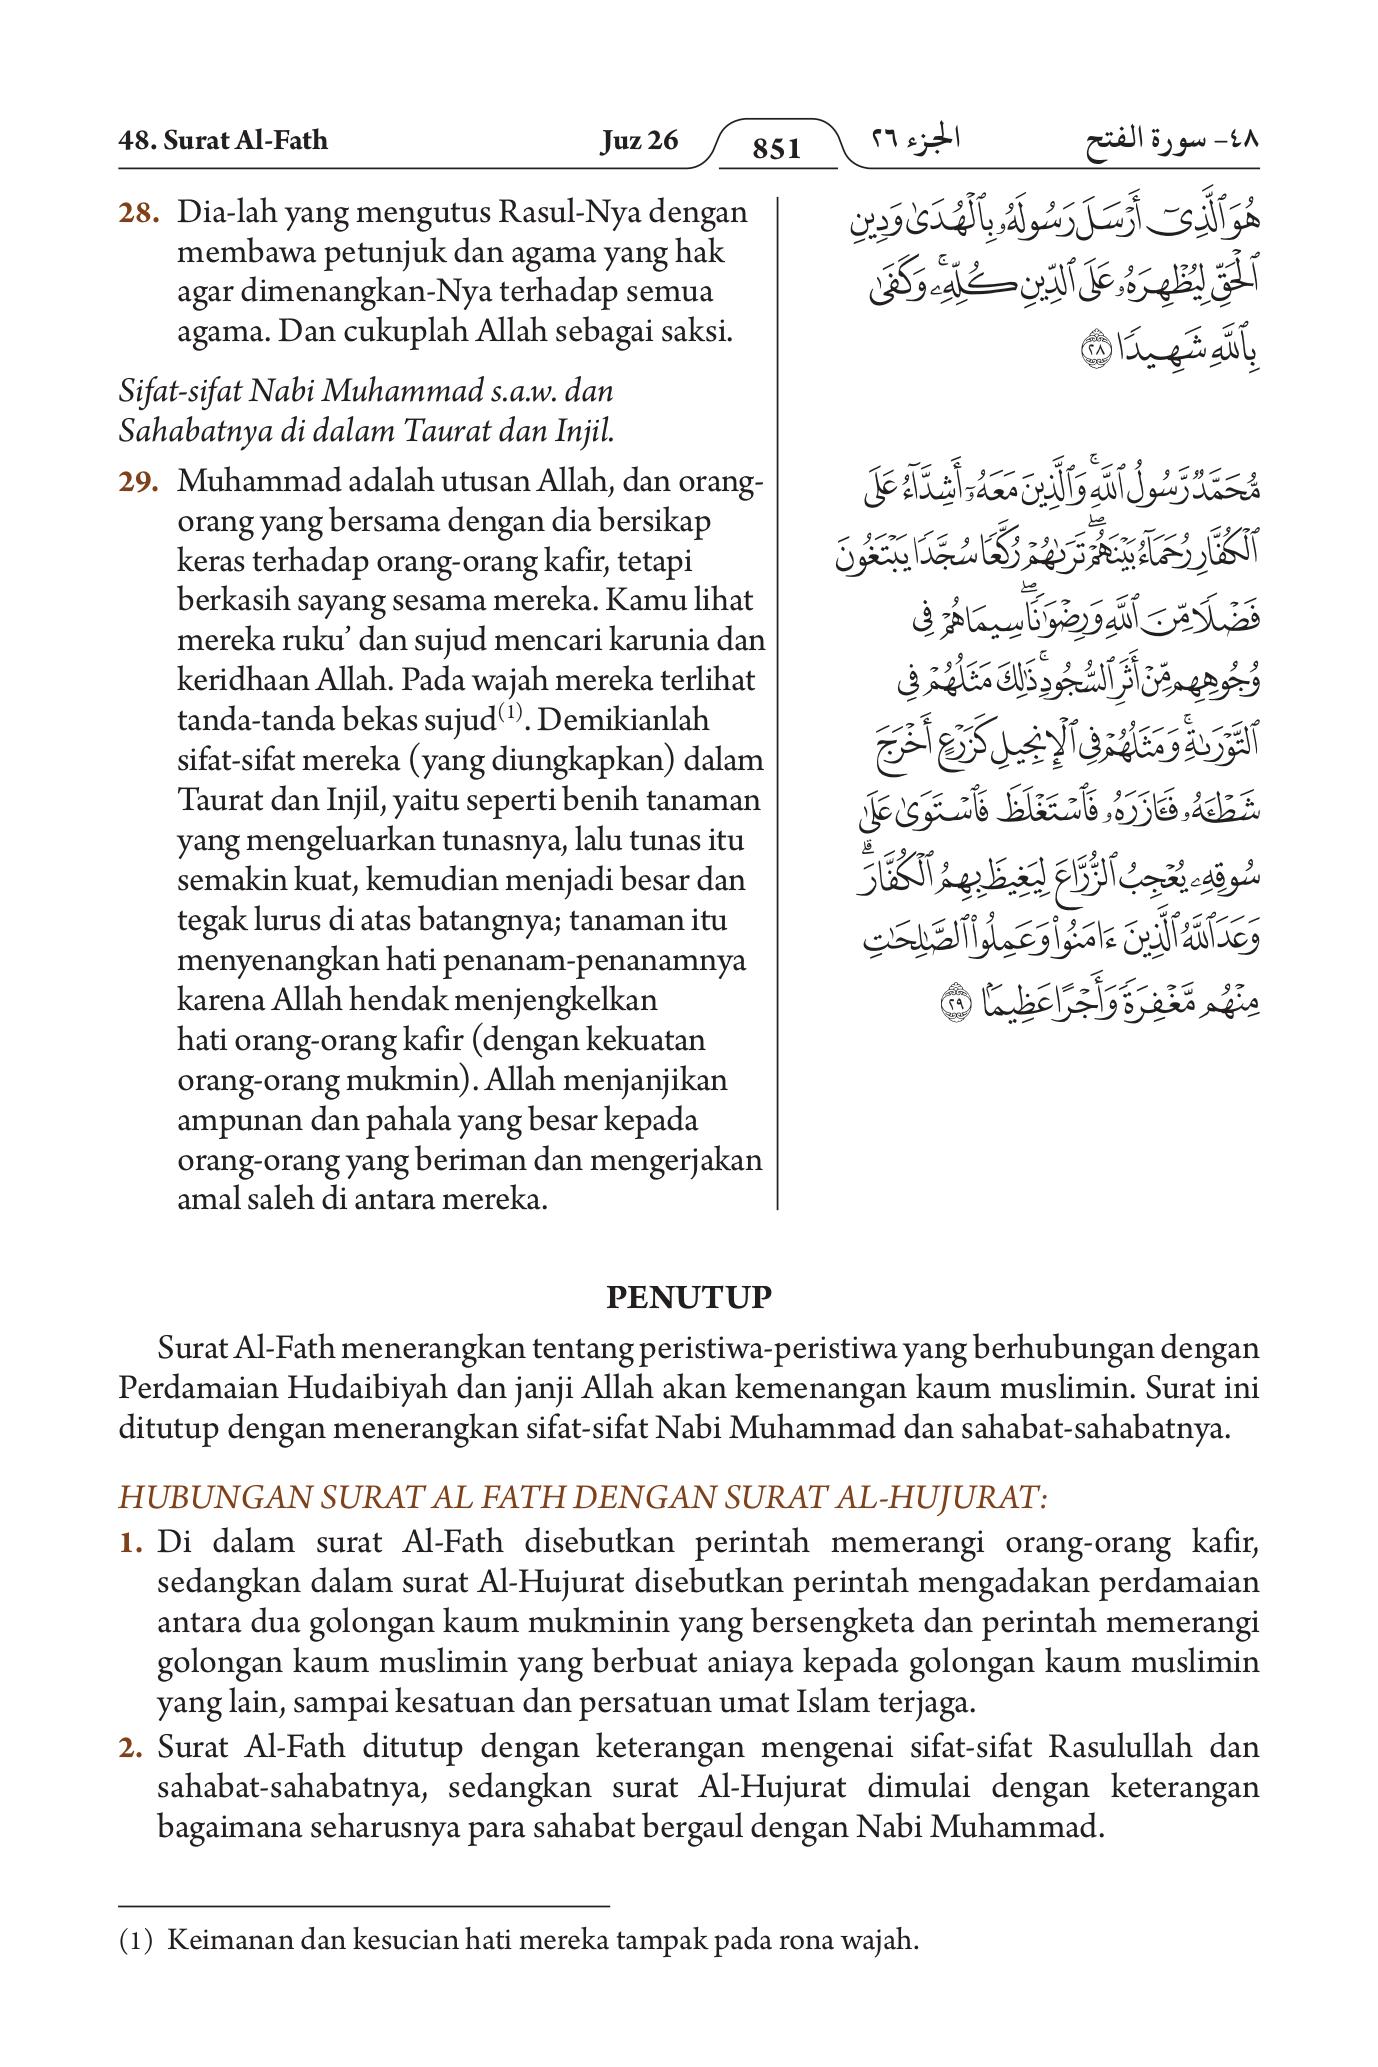 48. Surat Al-Fath Juz 26 851 الجزء ٢٦ ٤٨– سورة الفتح
28. Dia-lah yang mengutus Rasul-Nya dengan
membawa petunjuk dan agama yang hak
agar dimenangkan-Nya terhadap semua
agama. Dan cukuplah Allah sebagai saksi.
Sifat-sifat Nabi Muhammad s.a.w. dan
Sahabatnya di dalam Taurat dan Injil.
29. Muhammad adalah utusan Allah, dan orang-
orang yang bersama dengan dia bersikap
keras terhadap orang-orang kafir, tetapi
berkasih sayang sesama mereka. Kamu lihat
mereka ruku’ dan sujud mencari karunia dan
keridhaan Allah. Pada wajah mereka terlihat
tanda-tanda bekas sujud(1). Demikianlah
sifat-sifat mereka (yang diungkapkan) dalam
Taurat dan Injil, yaitu seperti benih tanaman
yang mengeluarkan tunasnya, lalu tunas itu
semakin kuat, kemudian menjadi besar dan
tegak lurus di atas batangnya; tanaman itu
menyenangkan hati penanam-penanamnya
karena Allah hendak menjengkelkan
hati orang-orang kafir (dengan kekuatan
orang-orang mukmin). Allah menjanjikan
ampunan dan pahala yang besar kepada
orang-orang yang beriman dan mengerjakan
amal saleh di antara mereka.
هُوَ ٱلَّذِىٓ أَرْسَلَ رَسُولَهُۥ بِٱلْهُدَىٰ وَدِينِ
ٱلْحَقِّ لِيُظْهِرَهُۥ عَلَى ٱلدِّينِ كُلِّهِۦ ۚ وَكَفَىٰ
بِٱللَّهِ شَهِيدًا ٢٨
مُّحَمَّدٌ رَّسُولُ ٱللَّهِ ۚ وَٱلَّذِينَ مَعَهُۥٓ أَشِدَّآءُ عَلَى
ٱلْكُفَّارِ رُحَمَآءُ بَيْنَهُمْ ۖ تَرَىٰهُمْ رُكَّعًا سُجَّدًا يَبْتَغُونَ
فَضْلًا مِّنَ ٱللَّهِ وَرِضْوَٰنًا ۖ سِيمَاهُمْ فِى
وُجُوهِهِم مِّنْ أَثَرِ ٱلسُّجُودِ ۚ ذَٰلِكَ مَثَلُهُمْ فِى
ٱلتَّوْرَىٰةِ ۚ وَمَثَلُهُمْ فِى ٱلْإِنجِيلِ كَزَرْعٍ أَخْرَجَ
شَطْـَٔهُۥ فَـَٔازَرَهُۥ فَٱسْتَغْلَظَ فَٱسْتَوَىٰ عَلَىٰ
سُوقِهِۦ يُعْجِبُ ٱلزُّرَّاعَ لِيَغِيظَ بِهِمُ ٱلْكُفَّارَ ۗ
وَعَدَ ٱللَّهُ ٱلَّذِينَ ءَامَنُوا۟ وَعَمِلُوا۟ ٱلصَّـٰلِحَـٰتِ
مِنْهُم مَّغْفِرَةً وَأَجْرًا عَظِيمًۢا ٢٩
PENUTUP
Surat Al-Fath menerangkan tentang peristiwa-peristiwa yang berhubungan dengan
Perdamaian Hudaibiyah dan janji Allah akan kemenangan kaum muslimin. Surat ini
ditutup dengan menerangkan sifat-sifat Nabi Muhammad dan sahabat-sahabatnya.
HUBUNGAN SURAT AL FATH DENGAN SURAT AL-HUJURAT:
1. Di dalam surat Al-Fath disebutkan perintah memerangi orang-orang kafir,
sedangkan dalam surat Al-Hujurat disebutkan perintah mengadakan perdamaian
antara dua golongan kaum mukminin yang bersengketa dan perintah memerangi
golongan kaum muslimin yang berbuat aniaya kepada golongan kaum muslimin
yang lain, sampai kesatuan dan persatuan umat Islam terjaga.
2. Surat Al-Fath ditutup dengan keterangan mengenai sifat-sifat Rasulullah dan
sahabat-sahabatnya, sedangkan surat Al-Hujurat dimulai dengan keterangan
bagaimana seharusnya para sahabat bergaul dengan Nabi Muhammad.
(1) Keimanan dan kesucian hati mereka tampak pada rona wajah.